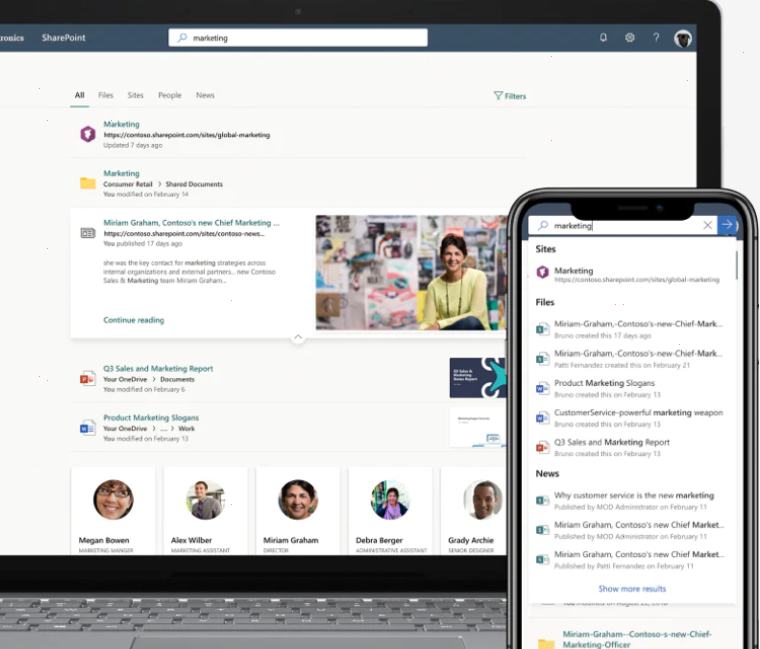 ronics SharePoint marketing ?
All Files Sites People News Filters
Marketing
https://contoso.sharepoint.com/sites/global-marketing
Updated 7 days ago
Marketing
Consumer Retail > Shared Documents
You modified on February 14
Miriam Graham, Contoso's new Chief Marketing ...
https://contoso.sharepoint.com/sites/contoso-news...
You published 17 days ago
she was the key contact for marketing strategies across
internal organizations and external partners... new Contoso
Sales & Marketing team Miriam Graham...
Continue reading
Q3 Sales and Marketing Report
Your OneDrive > Documents
You modified on February 6
Q3 Sales &
Marketing
Product Marketing Slogans
Your OneDrive > ... > Work
You modified on February 13
Megan Bowen
MARKETING MANGER
Alex Wilber
MARKETING ASSISTANT
Miriam Graham
DIRECTOR
Debra Berger
ADMINISTRATIVE ASSISTANT
Grady Archie
SENIOR DESIGNER
marketing
Sites
Marketing
https://contoso.sharepoint.com/sites/global-marketing
Files
Miriam-Graham,-Contoso's-new-Chief-Mark...
Bruno created this 17 days ago
Miriam-Graham,-Contoso's-new-Chief-Mark...
Patti Fernandez created this on February 21
Product Marketing Slogans
Bruno created this on February 13
CustomerService-powerful marketing weapon
Bruno created this on February 13
Q3 Sales and Marketing Report
Bruno created this on February 13
News
Why customer service is the new marketing
Published by MOD Administrator on February 11
Miriam Graham, Contoso's new Chief Market...
Published by MOD Administrator on February 11
Miriam Graham, Contoso's new Chief Market...
Published by Patti Fernandez on February 11
Show more results
Miriam-Graham--Contoso-s-new-Chief-
Marketing-Officer